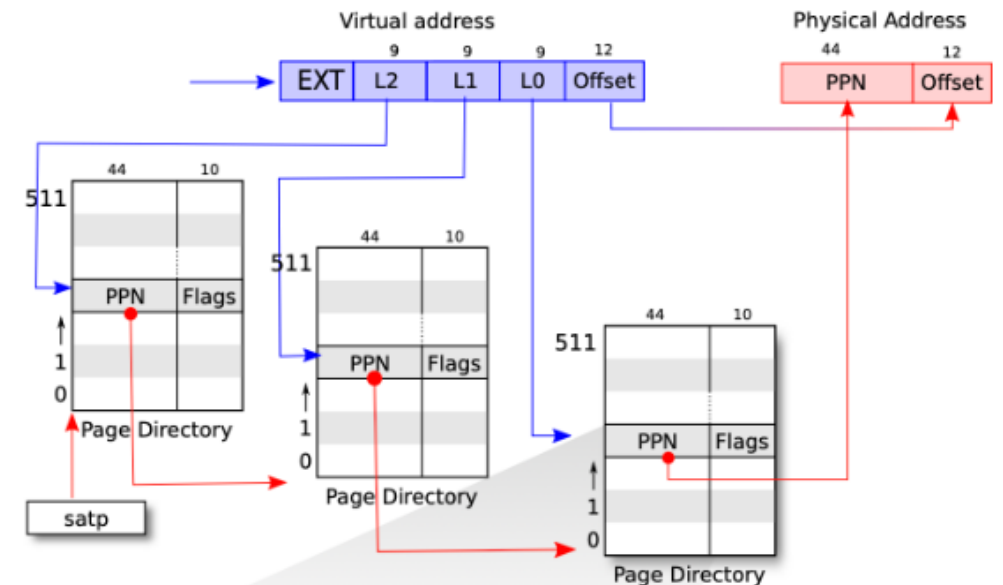 Virtual address
Physical Address
9 9 9 12
44 12
EXT L2 L1 L0 Offset
PPN Offset
44 10
511
PPN Flags
1
0
Page Directory
satp
44 10
511
PPN Flags
1
0
Page Directory
44 10
511
PPN Flags
1
0
Page Directory